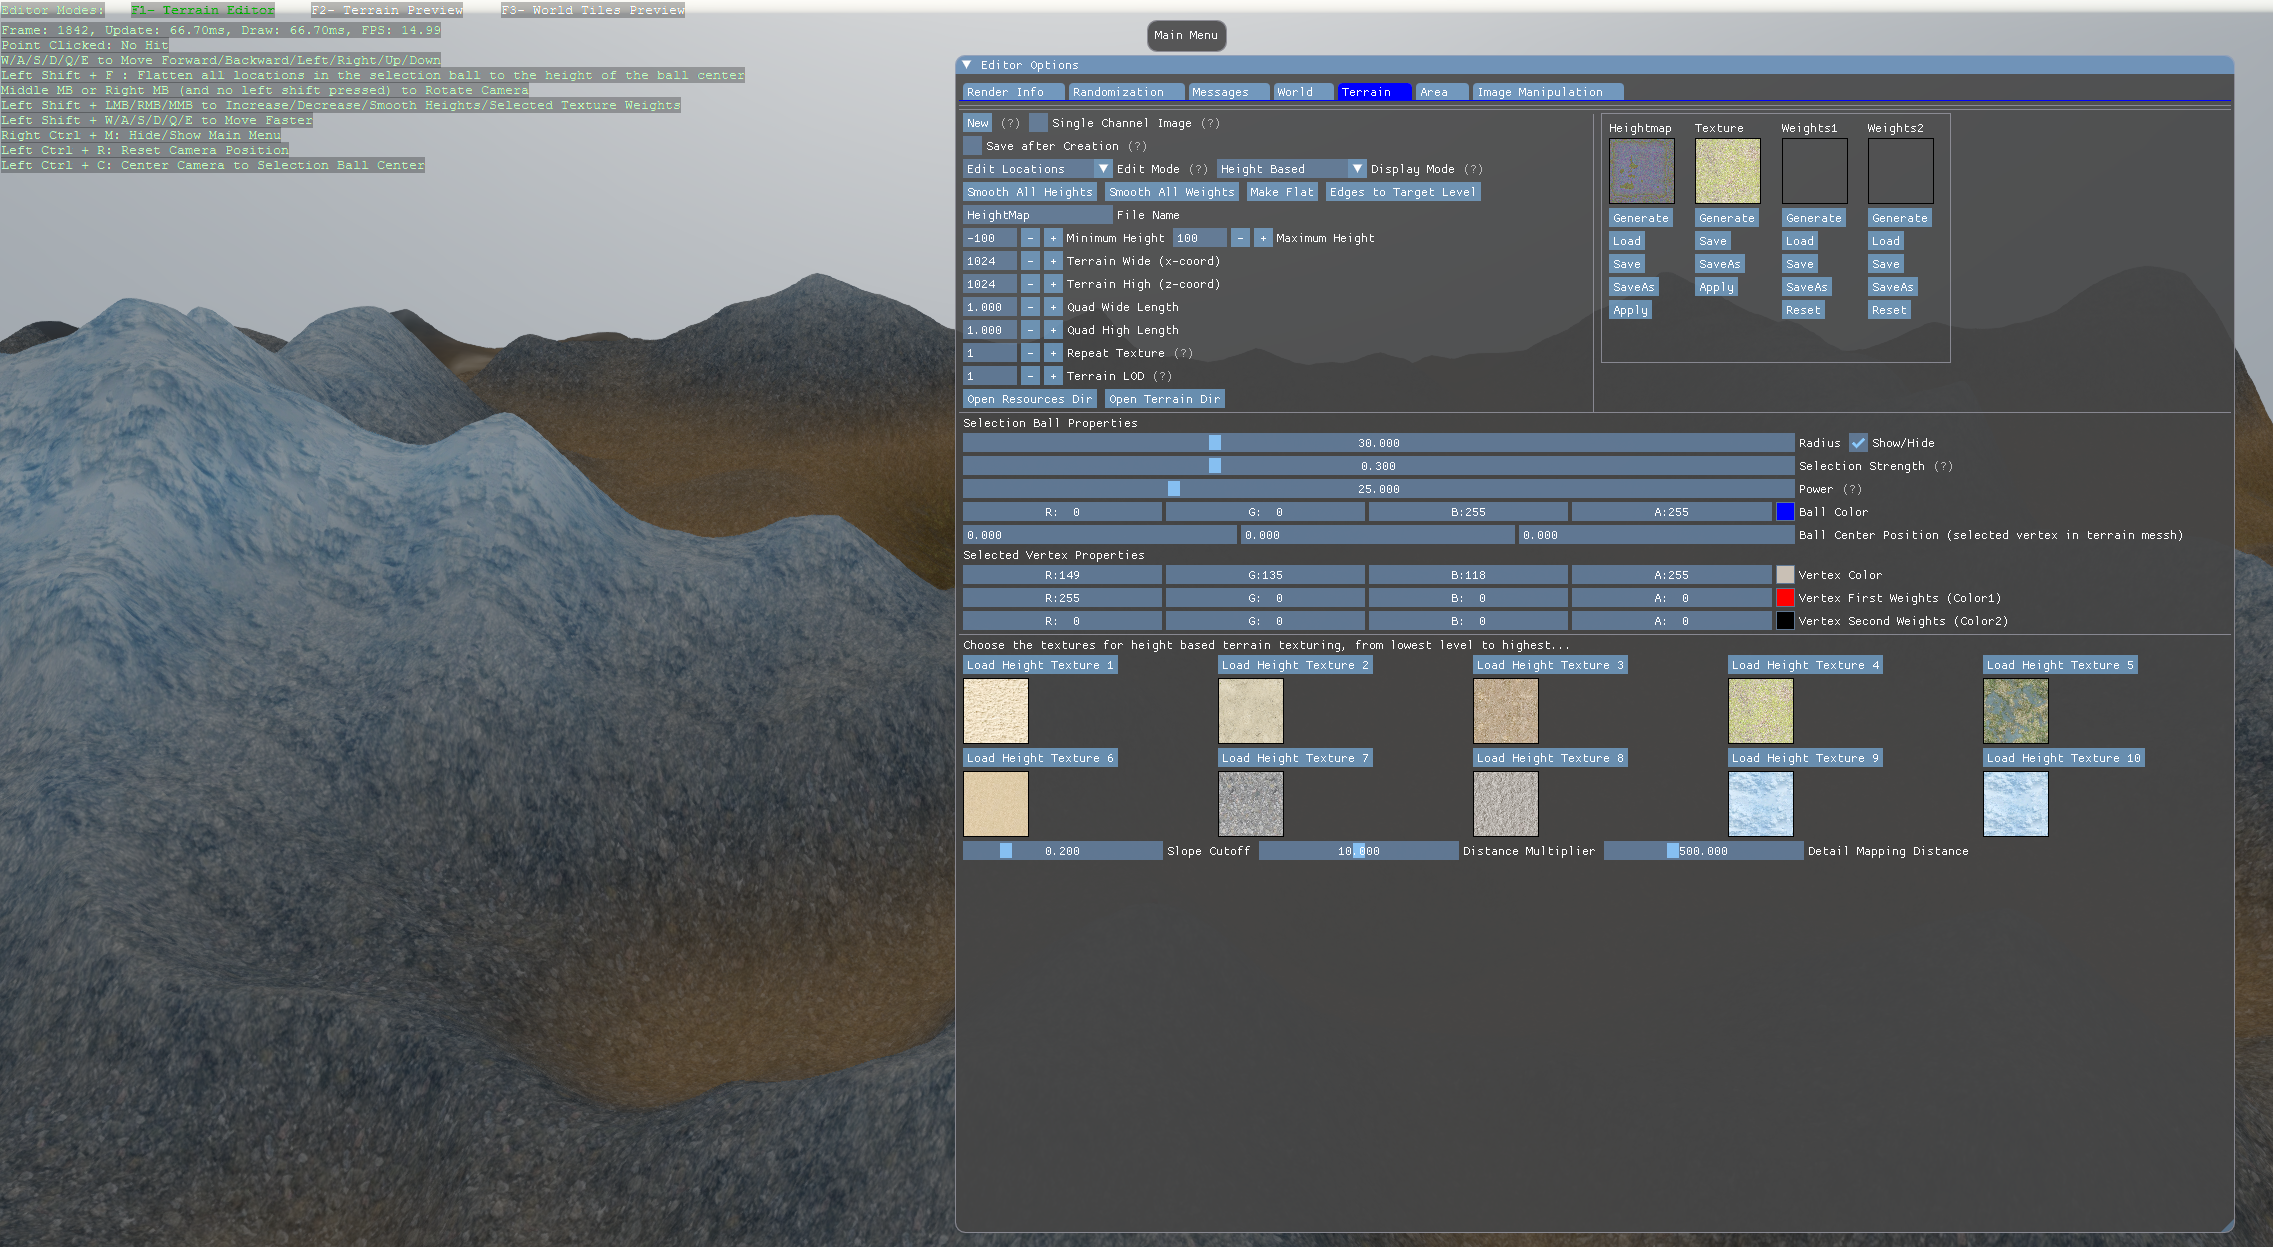 Editor Modes: F1- Terrain Editor F2- Terrain Preview F3- World Tiles Preview
Frame: 1842, Update: 66.70ms, Draw: 66.70ms, FPS: 14.99
Point Clicked: No Hit
W/A/S/D/Q/E to Move Forward/Backward/Left/Right/Up/Down
Left Shift + F : Flatten all locations in the selection ball to the height of the ball center
Middle MB or Right MB (and no left shift pressed) to Rotate Camera
Left Shift + LMB/RMB/MMB to Increase/Decrease/Smooth Heights/Selected Texture Weights
Left Shift + W/A/S/D/Q/E to Move Faster
Right Ctrl + M: Hide/Show Main Menu
Left Ctrl + R: Reset Camera Position
Left Ctrl + C: Center Camera to Selection Ball Center
Main Menu
Editor Options
Render Info Randomization Messages World Terrain Area Image Manipulation
New (?) Single Channel Image (?)
Save after Creation (?)
Edit Locations Edit Mode (?) Height Based Display Mode (?)
Smooth All Heights Smooth All Weights Make Flat Edges to Target Level
HeightMap File Name
-100 - + Minimum Height 100 - + Maximum Height
1024 - + Terrain Wide (x-coord)
1024 - + Terrain High (z-coord)
1.000 - + Quad Wide Length
1.000 - + Quad High Length
1 - + Repeat Texture (?)
1 - + Terrain LOD (?)
Open Resources Dir Open Terrain Dir
Heightmap Texture Weights1 Weights2
Generate Generate Generate Generate
Load Save Load Load
Save SaveAs Save Save
SaveAs Apply SaveAs SaveAs
Apply Reset Reset
Selection Ball Properties
30.000 Radius Show/Hide
0.300 Selection Strength (?)
25.000 Power (?)
R: 0 G: 0 B:255 A:255 Ball Color
0.000 0.000 0.000 Ball Center Position (selected vertex in terrain messh)
Selected Vertex Properties
R:149 G:135 B:118 A:255 Vertex Color
R:255 G: 0 B: 0 A: 0 Vertex First Weights (Color1)
R: 0 G: 0 B: 0 A: 0 Vertex Second Weights (Color2)
Choose the textures for height based terrain texturing, from lowest level to highest...
Load Height Texture 1 Load Height Texture 2 Load Height Texture 3 Load Height Texture 4 Load Height Texture 5
Load Height Texture 6 Load Height Texture 7 Load Height Texture 8 Load Height Texture 9 Load Height Texture 10
0.200 Slope Cutoff 10.000 Distance Multiplier 500.000 Detail Mapping Distance